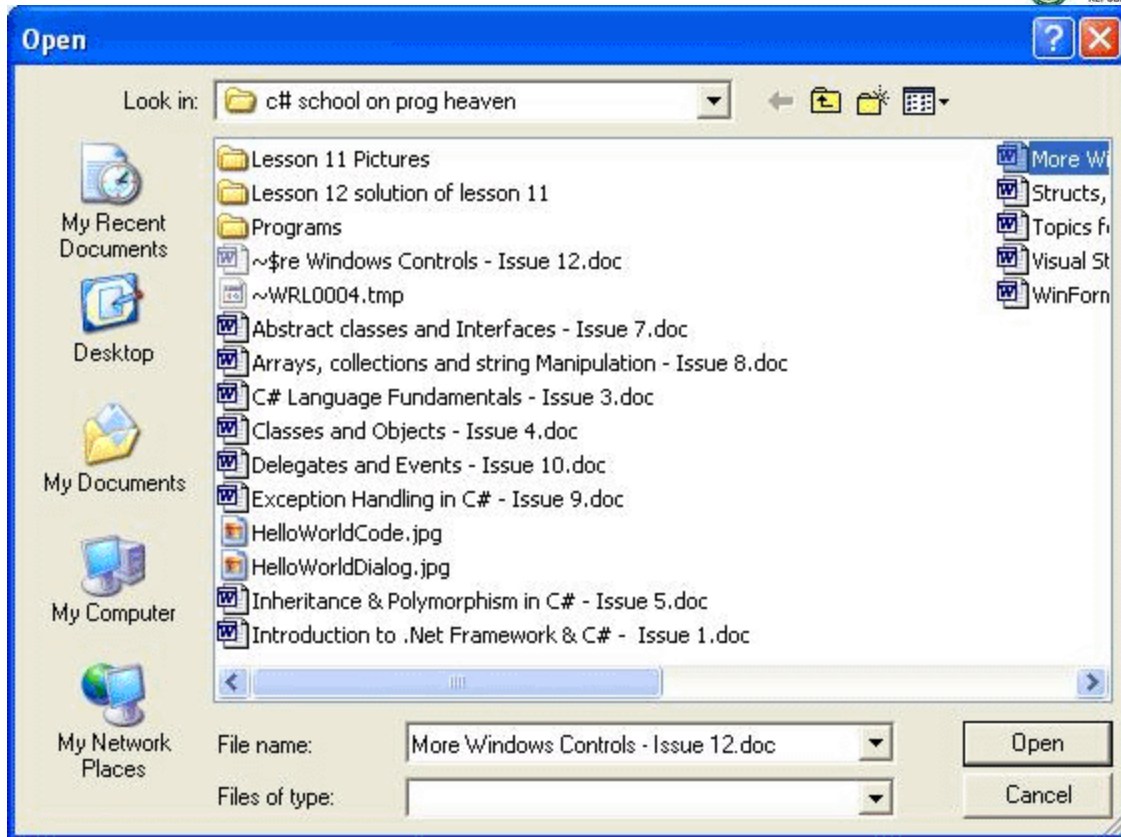 Open
Look in:
c# school on prog heaven
My Recent
Documents
Desktop
My Documents
My Computer
My Network
Places
Lesson 11 Pictures
Lesson 12 solution of lesson 11
Programs
~$re Windows Controls - Issue 12.doc
~WRL0004.tmp
Abstract classes and Interfaces - Issue 7.doc
Arrays, collections and string Manipulation - Issue 8.doc
C# Language Fundamentals - Issue 3.doc
Classes and Objects - Issue 4.doc
Delegates and Events - Issue 10.doc
Exception Handling in C# - Issue 9.doc
HelloWorldCode.jpg
HelloWorldDialog.jpg
Inheritance & Polymorphism in C# - Issue 5.doc
Introduction to .Net Framework & C# -  Issue 1.doc
More Wi
Structs,
Topics
Visual St
File name:
More Windows Controls - Issue 12.doc
Open
Files of type:
Cancel